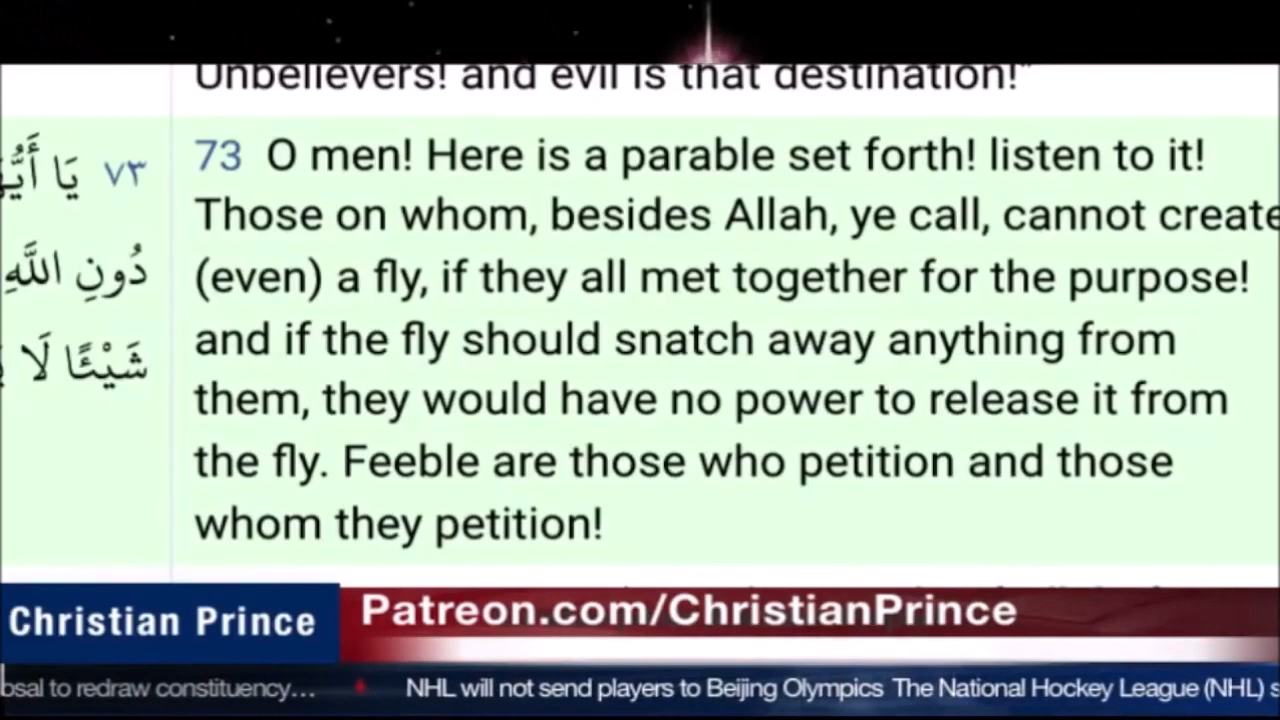 Unbelievers! and evil is that destination!"
٧٣ يَا
دُونِ اللَّهِ
شَيْئًا لَا
73 O men! Here is a parable set forth! listen to it!
Those on whom, besides Allah, ye call, cannot create
(even) a fly, if they all met together for the purpose!
and if the fly should snatch away anything from
them, they would have no power to release it from
the fly. Feeble are those who petition and those
whom they petition!
Christian Prince
Patreon.com/ChristianPrince
to redraw constituency... NHL will not send players to Beijing Olympics The National Hockey League (NHL)